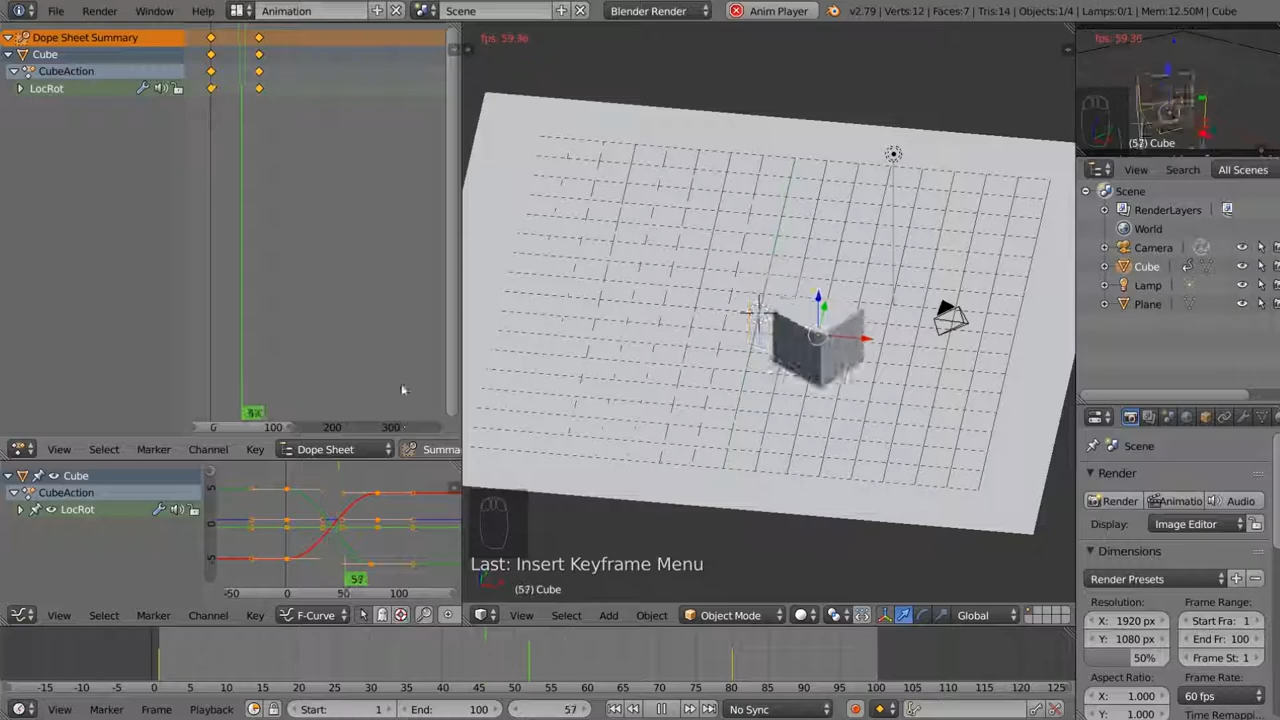 File Render Window Help Animation Scene Blender Render Anim Player v2.79 | Verts:12 | Faces:7 | Tris:14 | Objects:1/4 | Lamps:0/1 | Mem:12.50M | Cube
Dope Sheet Summary
Cube
CubeAction
LocRot
0 100 200 300
View Select Marker Channel Key Dope Sheet Summa
Cube
CubeAction
LocRot
5
0
-5
57
-50 0 50 100
View Select Marker Channel Key F-Curve
fps: 59.36
Last: Insert Keyframe Menu
(57) Cube
View Select Add Object Object Mode Global
fps: 59.36
(57) Cube
View Search All Scenes
Scene
RenderLayers
World
Camera
Cube
Lamp
Plane
Scene
Render
Render Animatio Audio
Display: Image Editor
Dimensions
Render Presets
Resolution: Frame Range:
X: 1920 px Start Fra: 1
Y: 1080 px End Fr: 100
50% Frame St: 1
Aspect Ratio: Frame Rate:
X: 1.000 60 fps
Y: 1.000 Time Remappi
-15 -10 -5 0 5 10 15 20 25 30 35 40 45 50 55 60 65 70 75 80 85 90 95 100 105 110 115 120 125
View Marker Frame Playback Start: 1 End: 100 57 No Sync